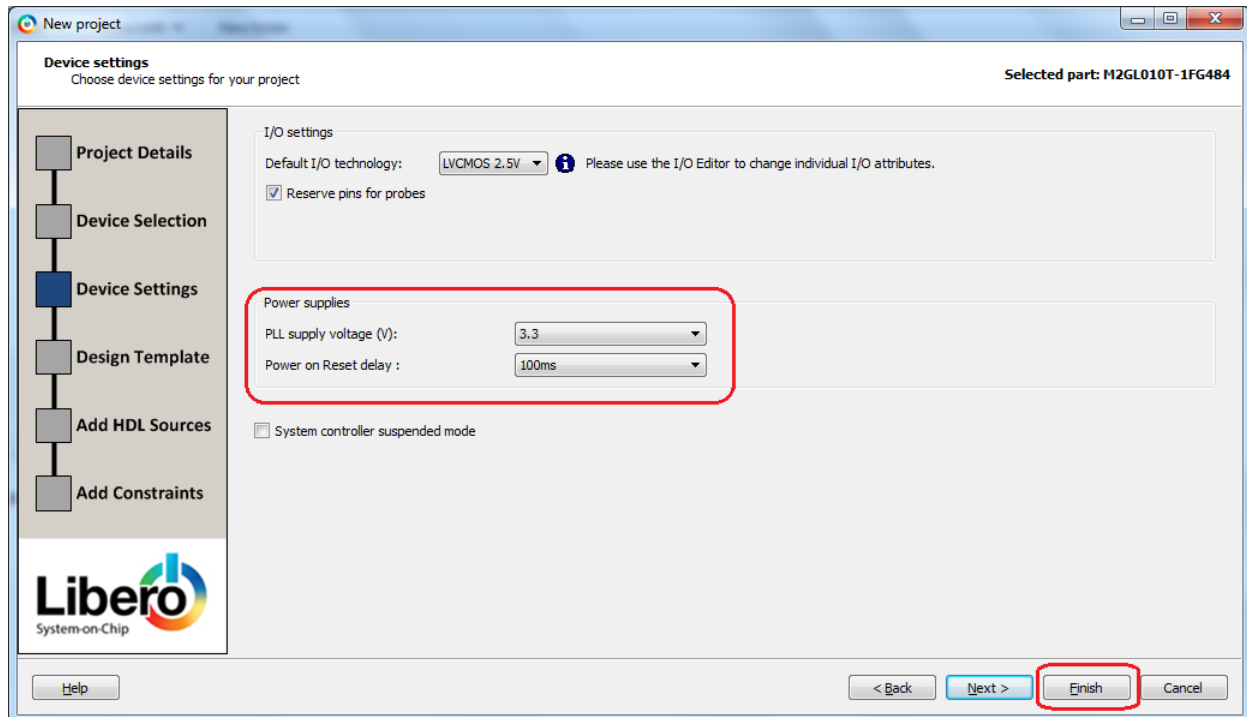 New project
Device settings
Choose device settings for your project
Selected part: M2GL010T-1FG484
Project Details
Device Selection
Device Settings
Design Template
Add HDL Sources
Add Constraints
Libero
System-on-Chip
I/O settings
Default I/O technology: LVCMOS 2.5V i Please use the I/O Editor to change individual I/O attributes.
Reserve pins for probes
Power supplies
PLL supply voltage (V): 3.3
Power on Reset delay : 100ms
System controller suspended mode
Help < Back Next > Finish Cancel